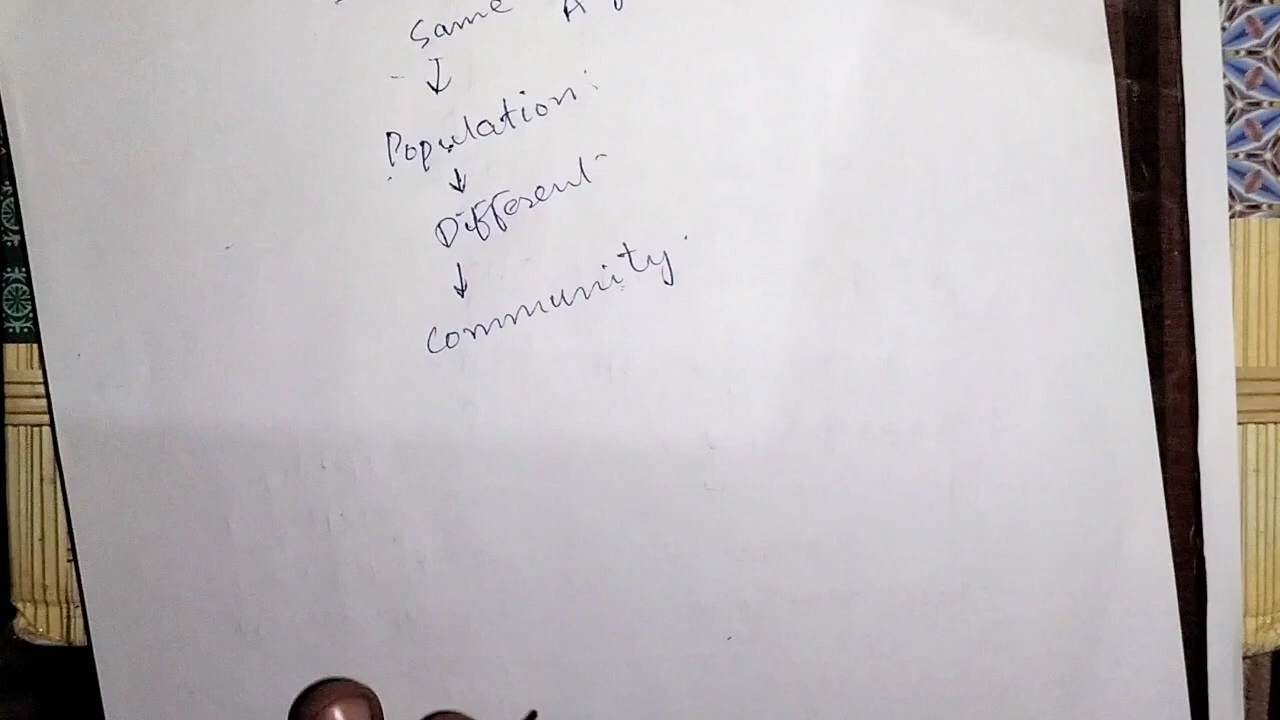 Same
↓
Population:
↓
Different
↓
Community.